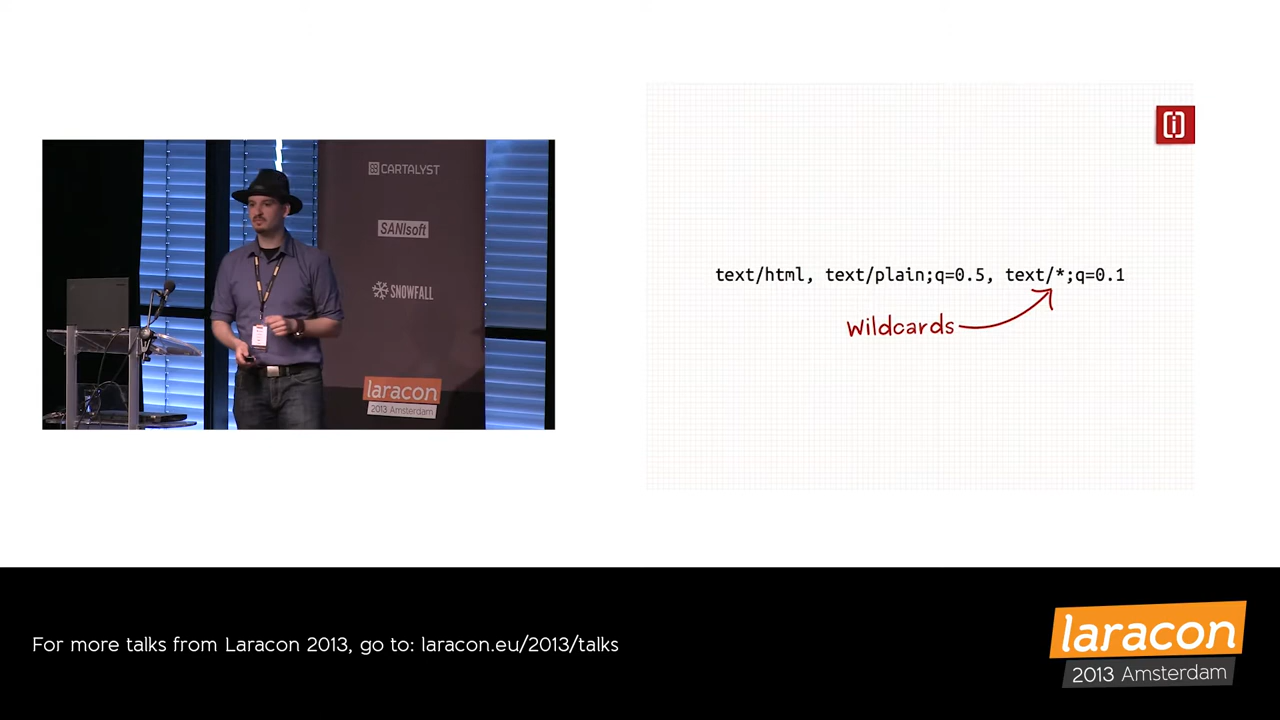 CARTALYST
SANIsoft
SNOWFALL
laracon
2013 Amsterdam
text/html, text/plain;q=0.5, text/*;q=0.1
Wildcards
For more talks from Laracon 2013, go to: laracon.eu/2013/talks
laracon
2013 Amsterdam